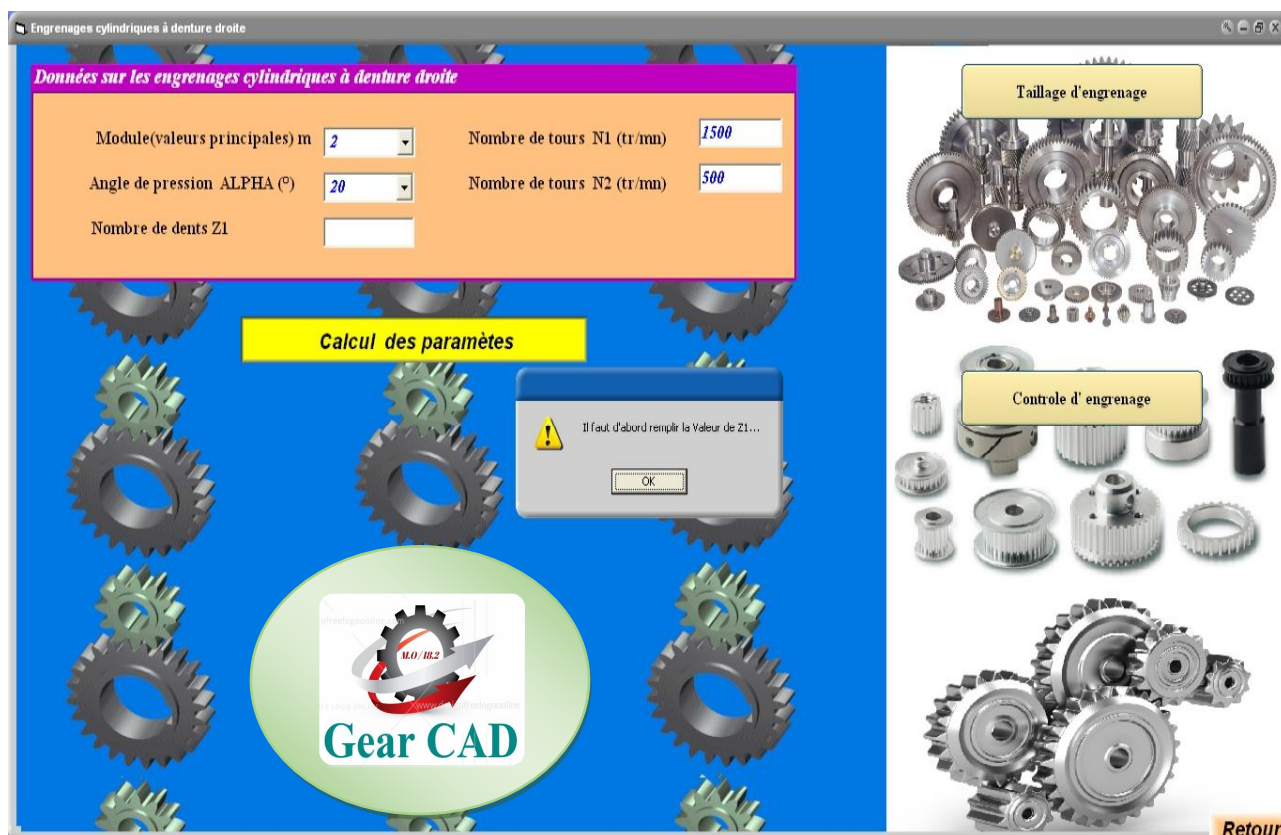 Engrenages cylindriques à denture droite
Données sur les engrenages cylindriques à denture droite
Module(valeurs principales) m
2
Nombre de tours N1 (tr/mn)
1500
Angle de pression ALPHA (°)
20
Nombre de tours N2 (tr/mn)
500
Nombre de dents Z1
Calcul des paramètes
Il faut d'abord remplir la Valeur de Z1...
OK
M.O/18.2
Gear CAD
Taillage d'engrenage
Controle d' engrenage
Retour